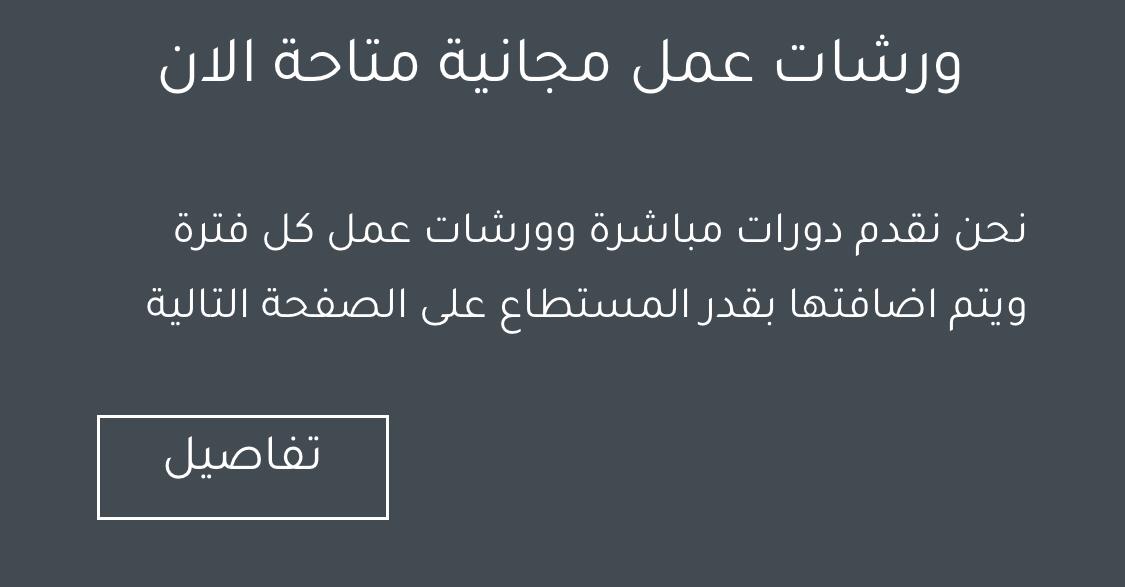 ورشات عمل مجانية متاحة الان
نحن نقدم دورات مباشرة وورشات عمل كل فترة
ويتم اضافتها بقدر المستطاع على الصفحة التالية
تفاصيل